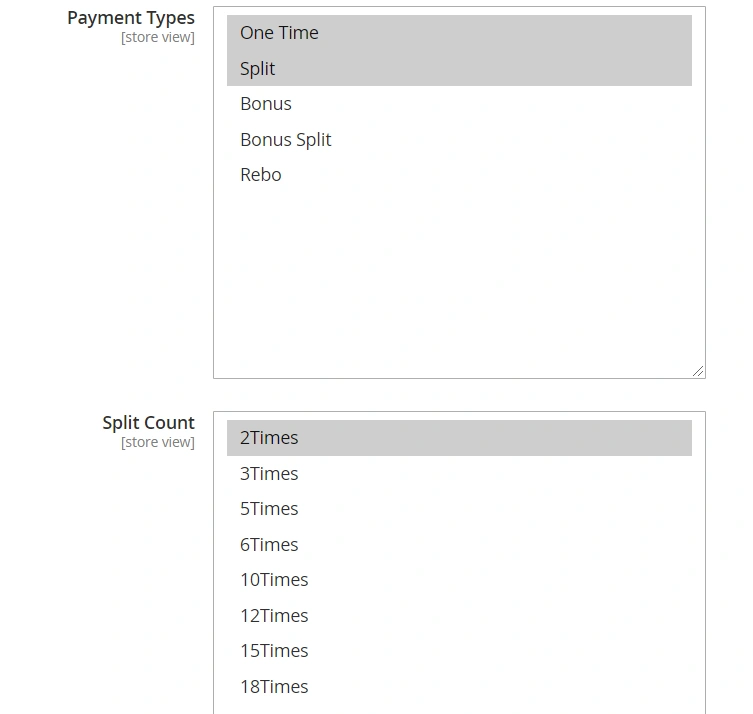 Payment Types
[store view]
One Time
Split
Bonus
Bonus Split
Rebo
Split Count
[store view]
2Times
3Times
5Times
6Times
10Times
12Times
15Times
18Times